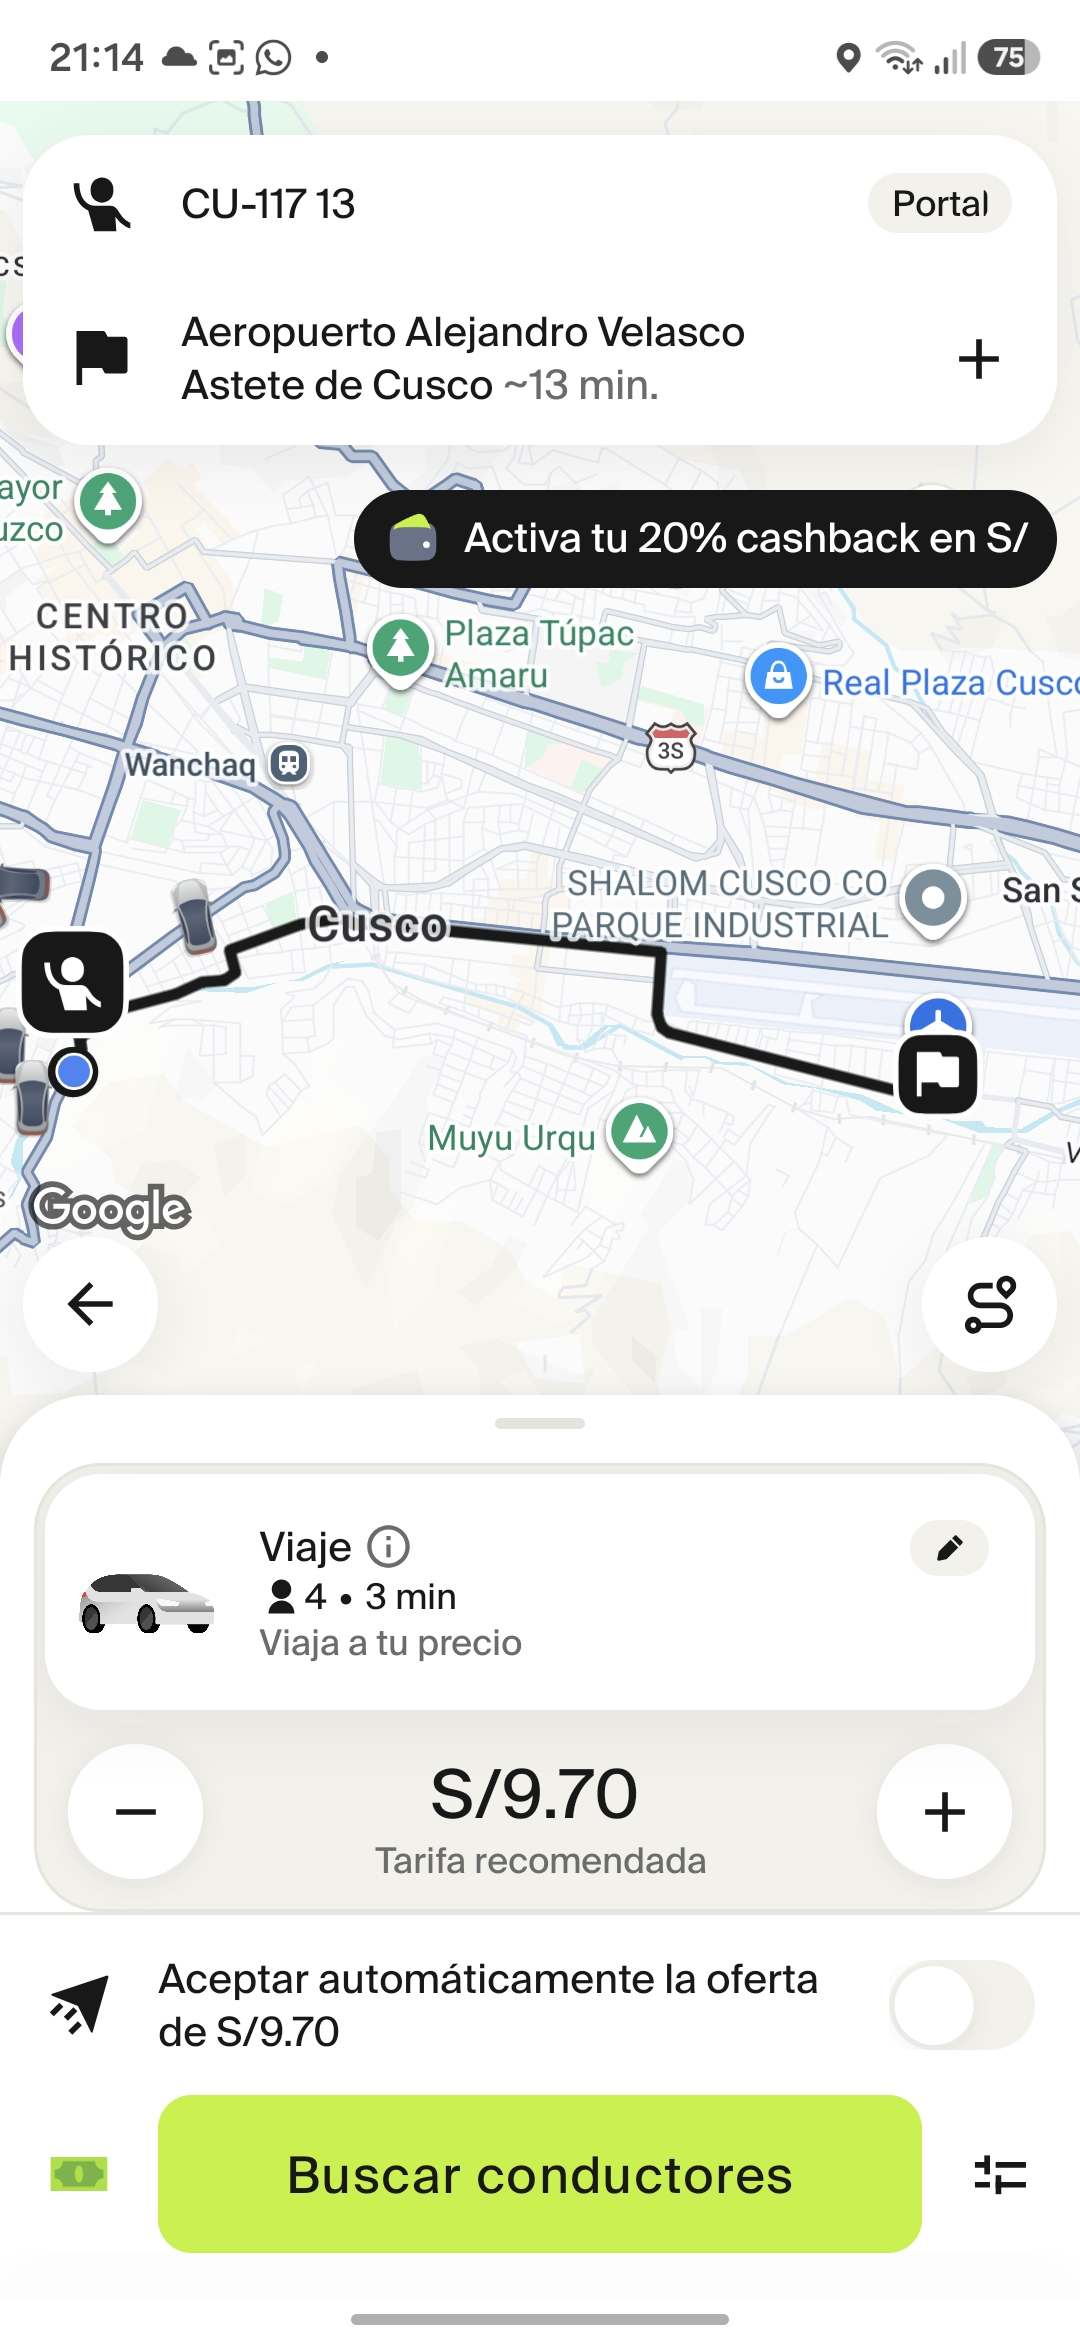 21:14
75
CU-117 13
Portal
Aeropuerto Alejandro Velasco
Astete de Cusco ~13 min.
Activa tu 20% cashback en S/
CENTRO
HISTÓRICO
Plaza Túpac
Amaru
Real Plaza Cusco
3S
Wanchaq
SHALOM CUSCO CO
PARQUE INDUSTRIAL
San S
Cusco
Muyu Urqu
Google
Viaje
4 • 3 min
Viaja a tu precio
S/9.70
Tarifa recomendada
Aceptar automáticamente la oferta
de S/9.70
Buscar conductores